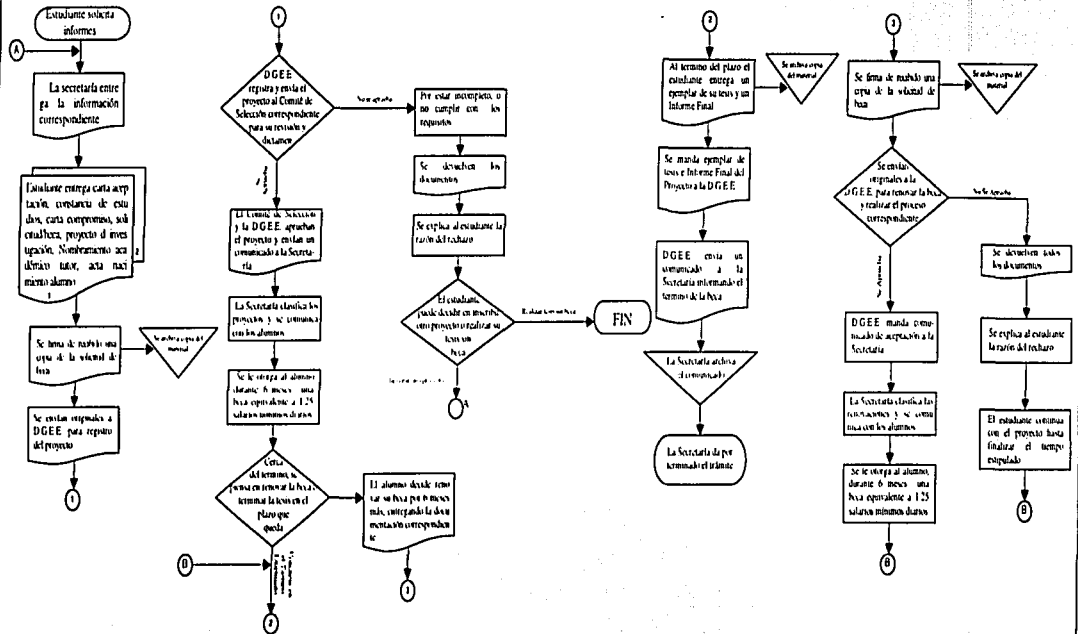 Estudiante solicita
informes
A
La secretaría entre
ga la información
correspondiente
Estudiante entrega carta acep
tación, constancia de estu
dios, carta compromiso, soli
citud/beca, proyecto d inves
tigación, Nombramiento aca
démico tutor, acta naci
miento alumno
1
2
Se firma de recibido una
copia de la solicitud de
beca
Se archiva copia del
material
Se envían originales a
DGEE para registro
del proyecto
1
1
DGEE
registra y envía el
proyecto al Comité de
Selección correspondiente
para su revisión y
dictamen
No se aprueba
Se aprueba
El Comité de Selección
y la DGEE aprueban
el proyecto y envían un
comunicado a la Secreta-
ría
La Secretaría clasifica los
proyectos y se comunica
con los alumnos
Se le otorga al alumno,
durante 6 meses una
beca equivalente a 1.25
salarios mínimos diarios
Cerca
del termino, se
piensa en renovar la beca o
terminar la tesis en el
plazo que
queda
2
El alumno decide reno
var su beca por 6 meses
más, entregando la docu
mentación correspondien
te
3
Por estar incompleto, o
no cumplir con los
requisitos
Se devuelven los
documentos
Se explica al estudiante la
razón del rechazo
El estudiante,
puede decidir en inscribir
otro proyecto o realizar su
tesis sin
beca
FIN
A
2
Al termino del plazo el
estudiante entrega un
ejemplar de su tesis y un
Informe Final
Se archiva copia
del material
Se manda ejemplar de
tesis e Informe Final del
Proyecto a la DGEE
DGEE envía un
comunicado a la
Secretaría informando el
termino de la beca
La Secretaría archiva
el comunicado
La Secretaría da por
terminado el trámite
3
Se firma de recibido una
copia de la solicitud de
beca
Se archiva copia del
material
Se envían
originales a la
DGEE para renovar la beca
y realizar el proceso
correspondiente
No Se Aprueba
DGEE manda comu-
nicado de aceptación a la
Secretaría
La Secretaría clasifica las
renovaciones y se comu
nica con los alumnos
Se le otorga al alumno,
durante 6 meses una
beca equivalente a 1.25
salarios mínimos diarios
B
Se devuelven todos
los documentos
Se explica al estudiante
la razón del rechazo
El estudiante continua
con el proyecto hasta
finalizar el tiempo
estipulado
B